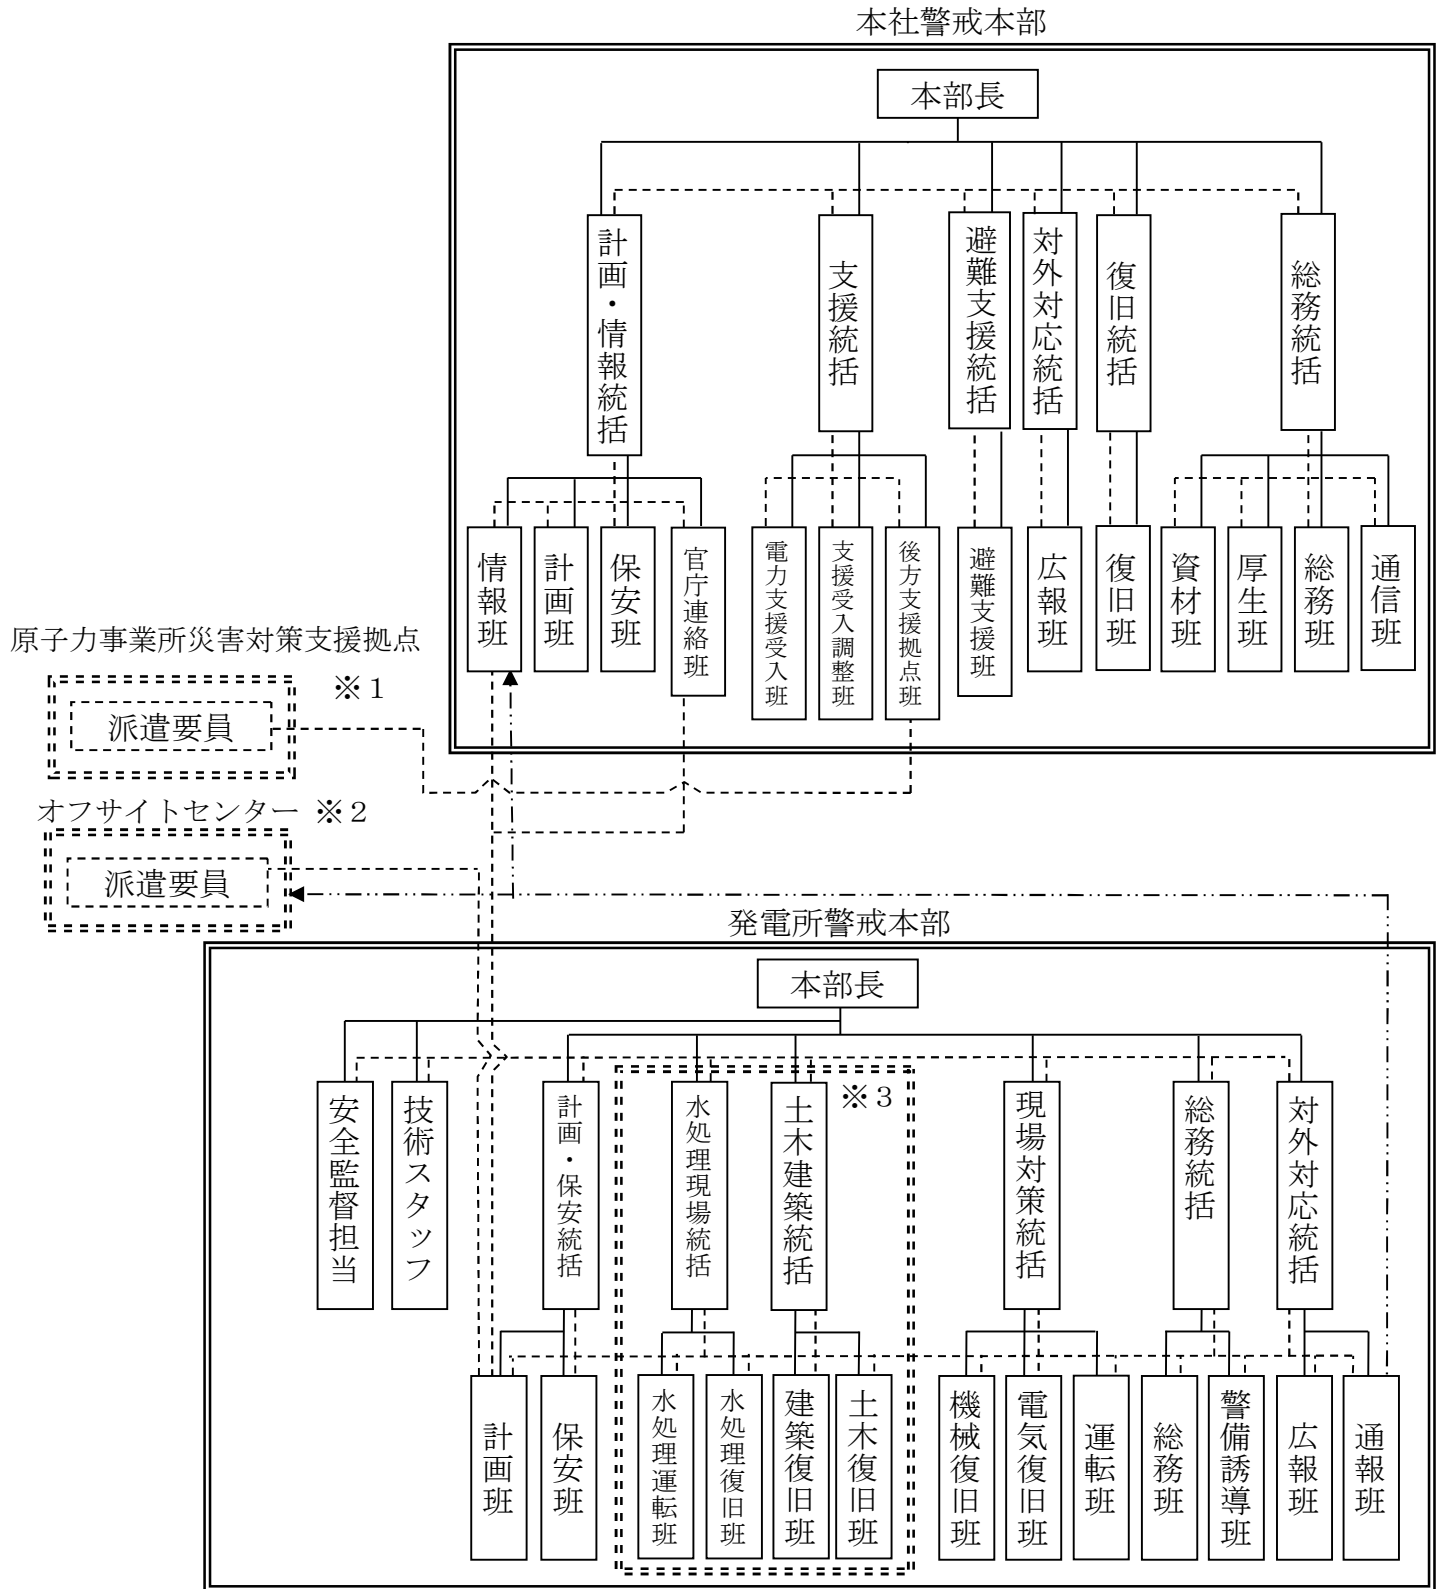 本社警戒本部
本部長
計画・情報統括
支援統括
避難支援統括
対外対応統括
復旧統括
総務統括
情報班
計画班
保安班
官庁連絡班
電力支援受入班
支援受入調整班
後方支援拠点班
避難支援班
広報班
復旧班
資材班
厚生班
総務班
通信班
原子力事業所災害対策支援拠点
※1
派遣要員
オフサイトセンター ※2
派遣要員
発電所警戒本部
本部長
安全監督担当
技術スタッフ
計画・保安統括
水処理現場統括
土木建築統括
※3
現場対策統括
総務統括
対外対応統括
計画班
保安班
水処理運転班
水処理復旧班
建築復旧班
土木復旧班
機械復旧班
電気復旧班
運転班
総務班
警備誘導班
広報班
通報班